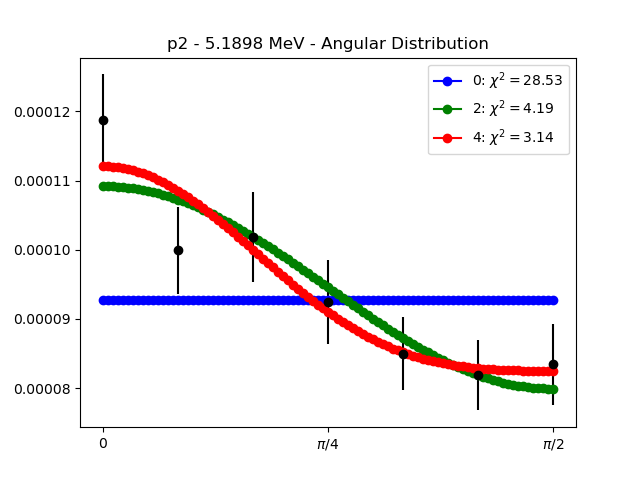 p2 - 5.1898 MeV - Angular Distribution
0: χ² = 28.53
2: χ² = 4.19
4: χ² = 3.14
0.00012
0.00011
0.00010
0.00009
0.00008
0 π/4 π/2